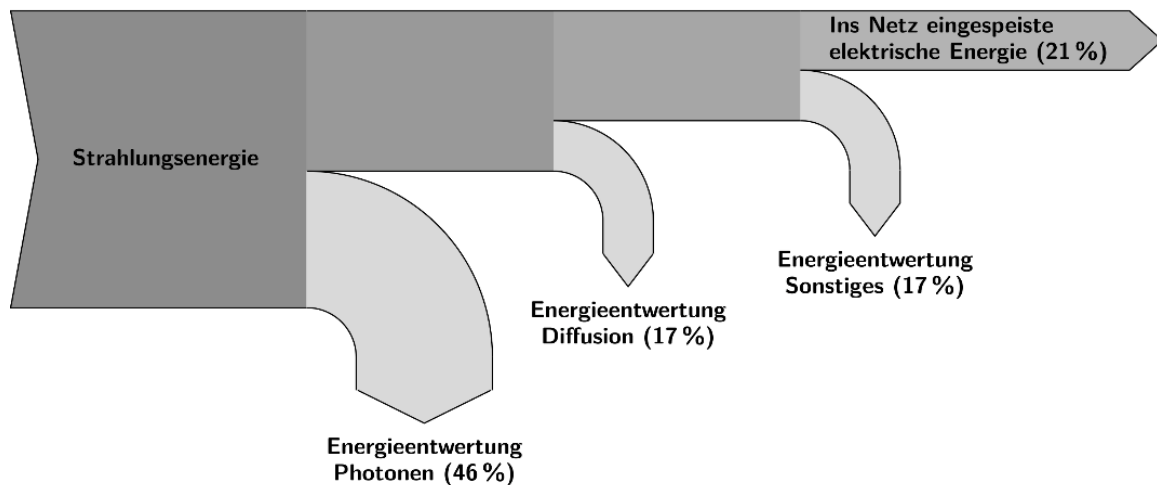 Ins Netz eingespeiste
elektrische Energie (21 %)
Strahlungsenergie
Energieentwertung
Sonstiges (17 %)
Energieentwertung
Diffusion (17 %)
Energieentwertung
Photonen (46 %)